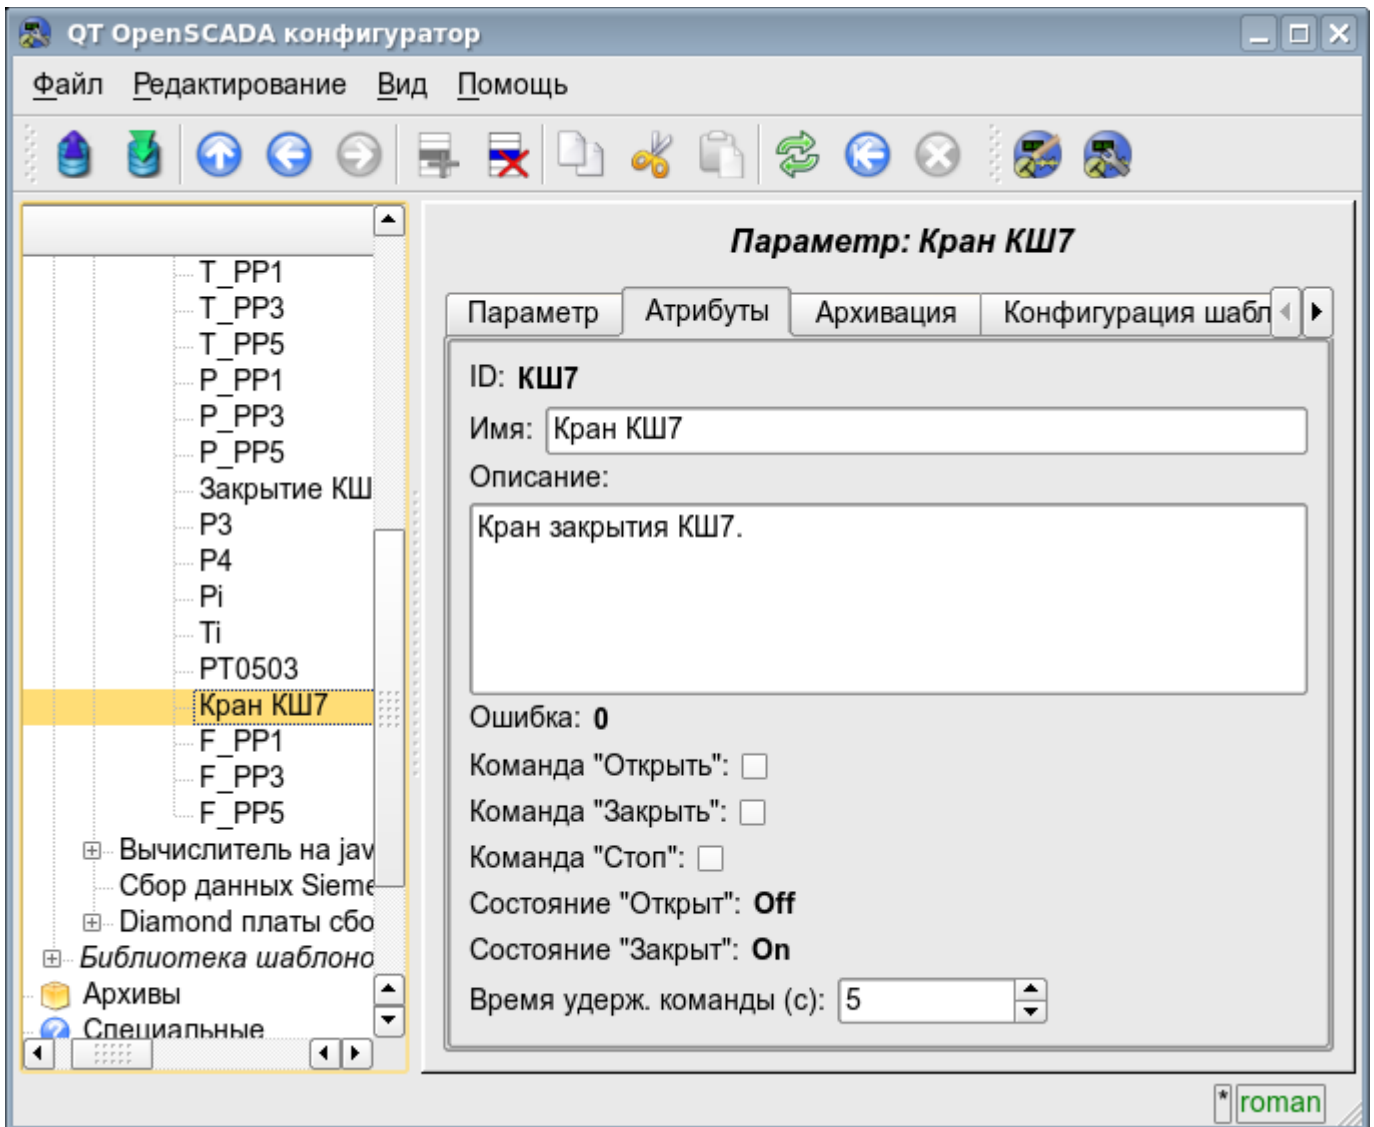 QT OpenSCADA конфигуратор
Файл Редактирование Вид Помощь
T_PP1
T_PP3
T_PP5
P_PP1
P_PP3
P_PP5
Закрытие КШ
P3
P4
Pi
Ti
PT0503
Кран КШ7
F_PP1
F_PP3
F_PP5
Вычислитель на jav
Сбор данных Sieme
Diamond платы сбо
Библиотека шаблоно
Архивы
Специальные
Параметр: Кран КШ7
Параметр Атрибуты Архивация Конфигурация шабл
ID: КШ7
Имя: Кран КШ7
Описание:
Кран закрытия КШ7.
Ошибка: 0
Команда "Открыть":
Команда "Закрыть":
Команда "Стоп":
Состояние "Открыт": Off
Состояние "Закрыт": On
Время удерж. команды (с): 5
* roman